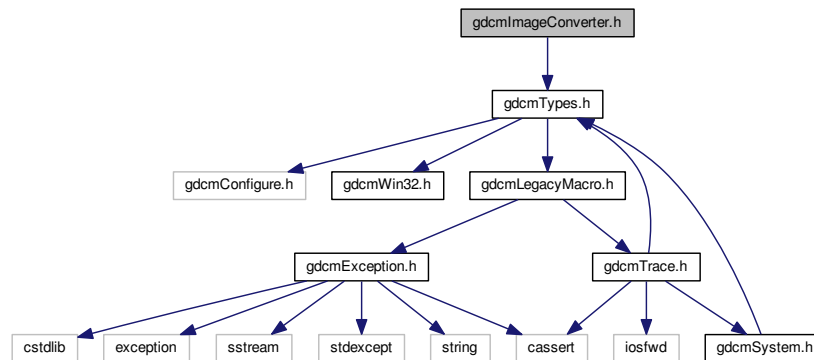 gdcmImageConverter.h
gdcmTypes.h
gdcmConfigure.h
gdcmWin32.h
gdcmLegacyMacro.h
gdcmException.h
gdcmTrace.h
cstdlib
exception
sstream
stdexcept
string
cassert
iosfwd
gdcmSystem.h